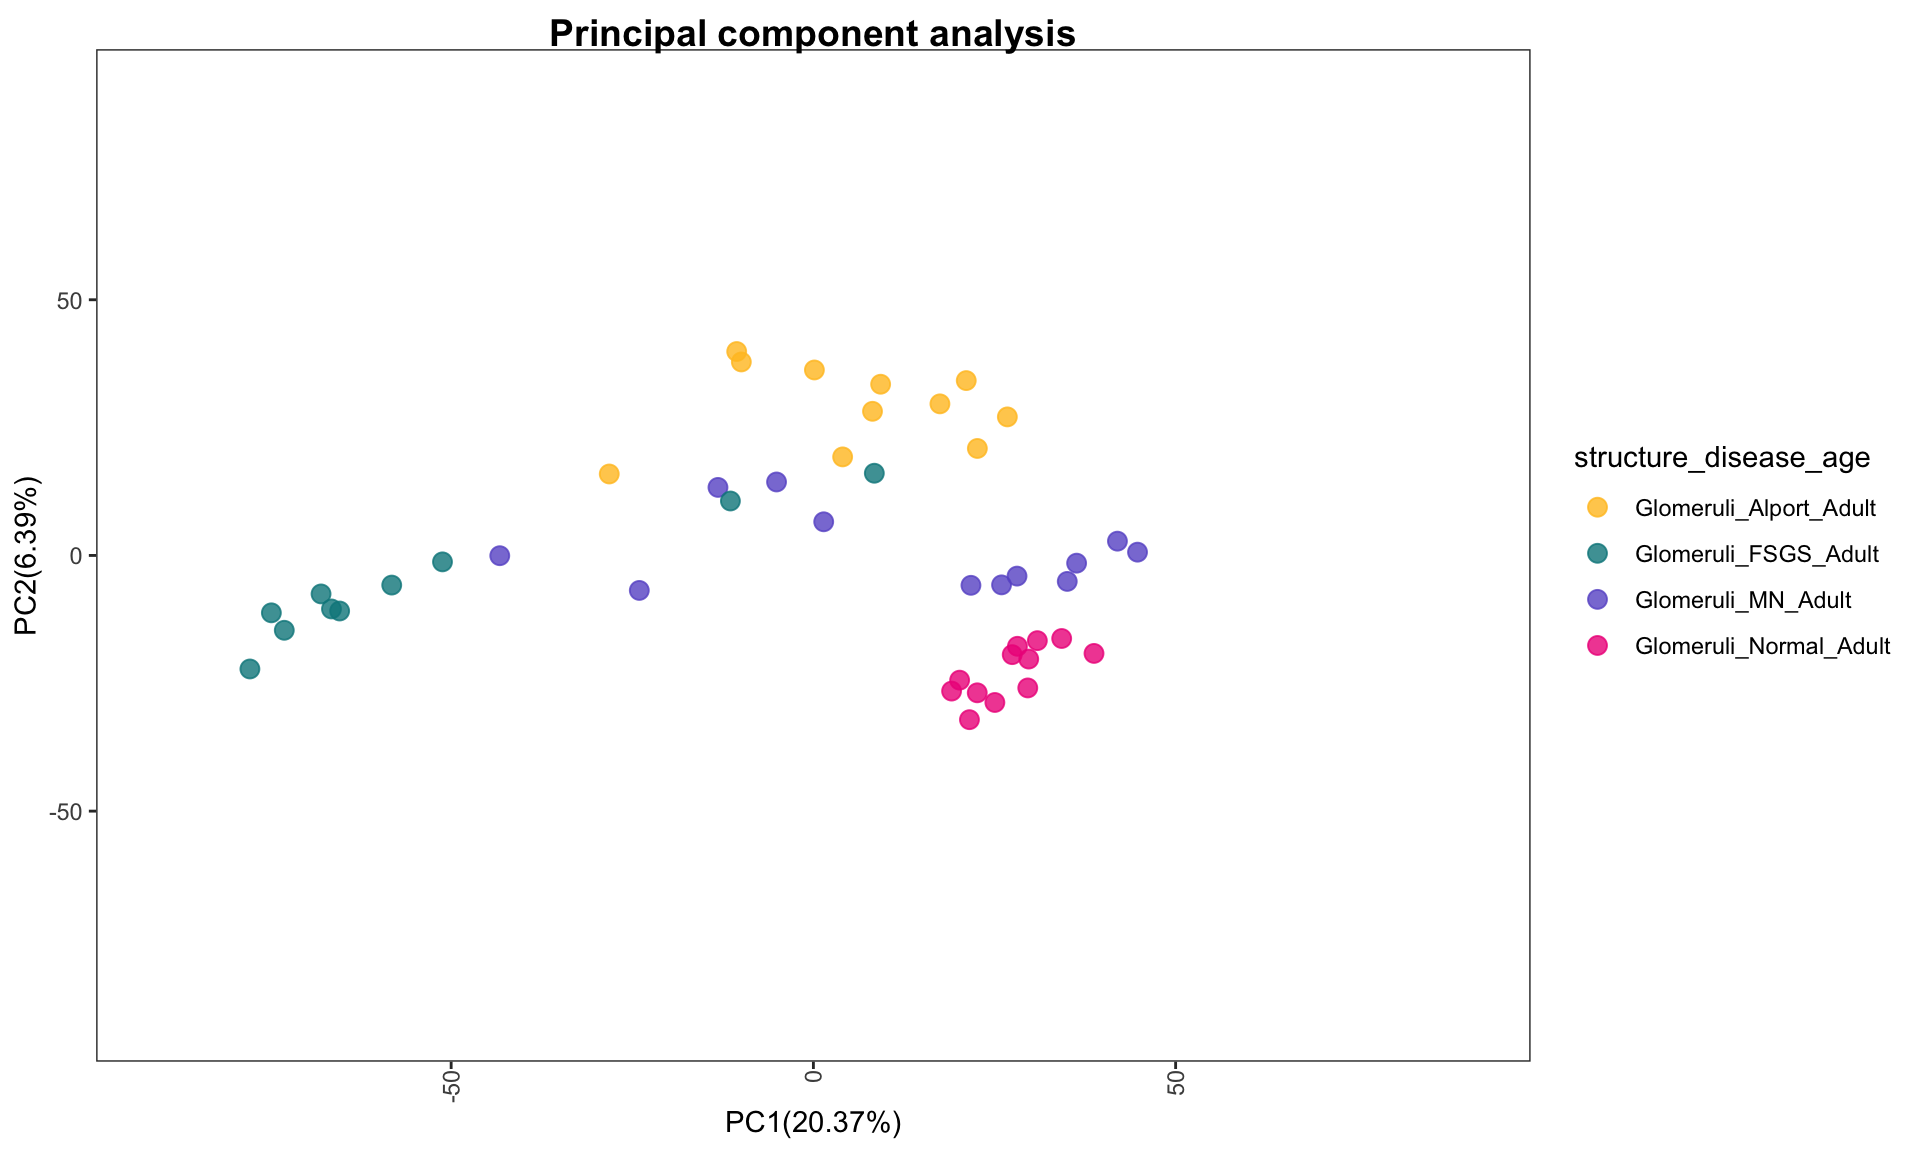 Principal component analysis
50
0
-50
PC2(6.39%)
-50
0
50
PC1(20.37%)
structure_disease_age
Glomeruli_Alport_Adult
Glomeruli_FSGS_Adult
Glomeruli_MN_Adult
Glomeruli_Normal_Adult